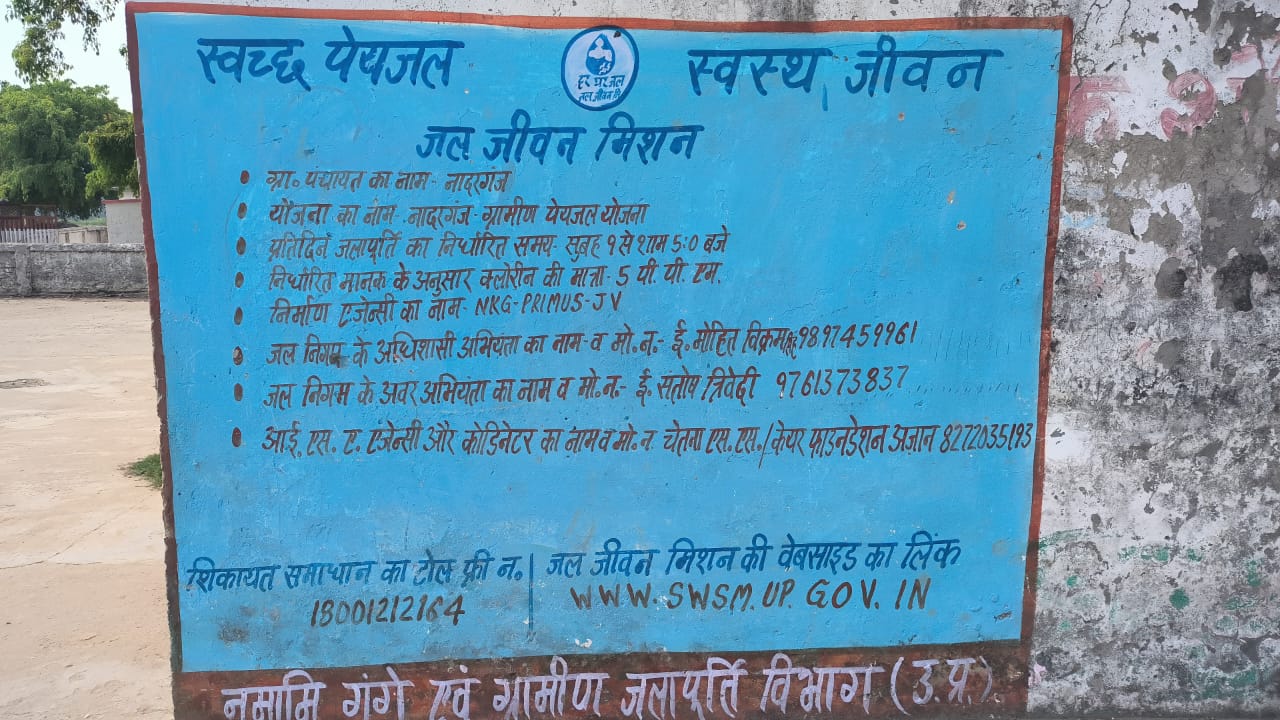 स्वच्छ पेयजल
हर घर जल
जल जीवन मि
स्वस्थ जीवन
जल जीवन मिशन
ग्रा. पंचायत का नाम- नादरगंज
योजना का नाम- नादरगंज- ग्रामीण पेयजल योजना
प्रतिदिन जलापूर्ति का निर्धारित समय- सुबह 9 से शाम 5:0 बजे
निर्धारित मानक के अनुसार क्लोरीन की मात्रा- 5 पी. पी. एम.
निर्माण एजेन्सी का नाम- NKG-PRIMUS-JV
जल निगम के अधिशासी अभियंता का नाम- व मो. न.- ई. मोहित विक्रम 9897459961
जल निगम के अवर अभियंता का नाम व मो. न.- ई. सतोष त्रिवेदी 9761373837
आई. एस. ए. एजेन्सी और कोडिनेटर का नाम व मो. न. चेतना एस. एस. / केयर फाउनडेशन अज़ान 8272035193
शिकायत समाधान का टोल फ्री न.
18001212164
जल जीवन मिशन की वेबसाइड का लिंक
WWW.SWSM.UP.GOV.IN
नमामि गंगे एवं ग्रामीण जलापूर्ति विभाग (उ.प्र.)